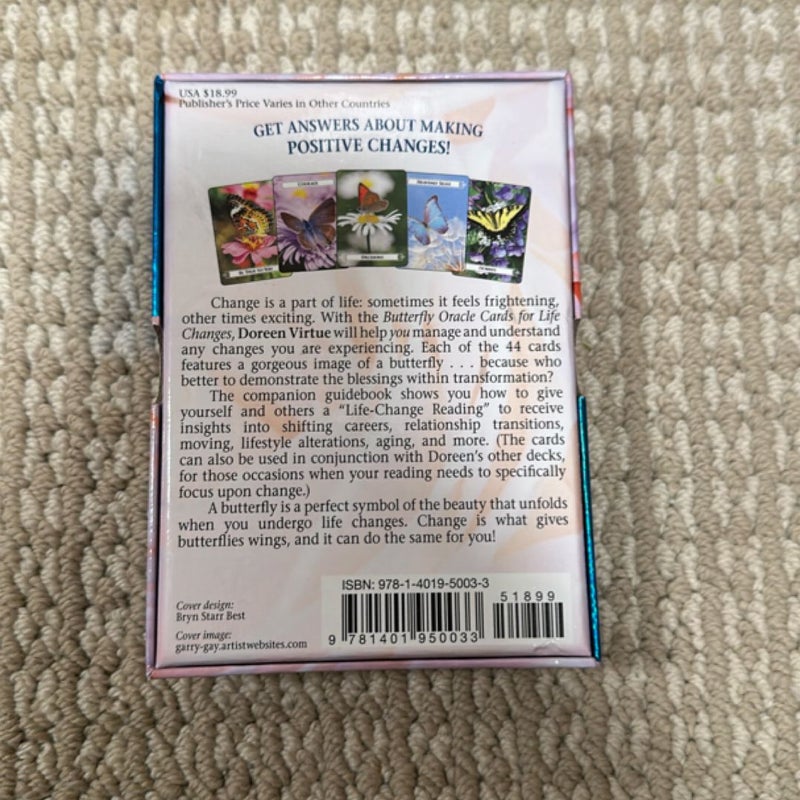 USA $18.99
Publisher's Price Varies in Other Countries
GET ANSWERS ABOUT MAKING
POSITIVE CHANGES!
COURAGE
Change is a part of life: sometimes it feels frightening,
other times exciting. With the Butterfly Oracle Cards for Life
Changes, Doreen Virtue will help you manage and understand
any changes you are experiencing. Each of the 44 cards
features a gorgeous image of a butterfly . . . because who
better to demonstrate the blessings within transformation?
The companion guidebook shows you how to give
yourself and others a “Life-Change Reading” to receive
insights into shifting careers, relationship transitions,
moving, lifestyle alterations, aging, and more. (The cards
can also be used in conjunction with Doreen's other decks,
for those occasions when your reading needs to specifically
focus upon change.)
A butterfly is a perfect symbol of the beauty that unfolds
when you undergo life changes. Change is what gives
butterflies wings, and it can do the same for you!
ISBN: 978-1-4019-5003-3
51899
9 781401 950033
Cover design:
Bryn Starr Best
Cover image:
garry-gay.artistwebsites.com